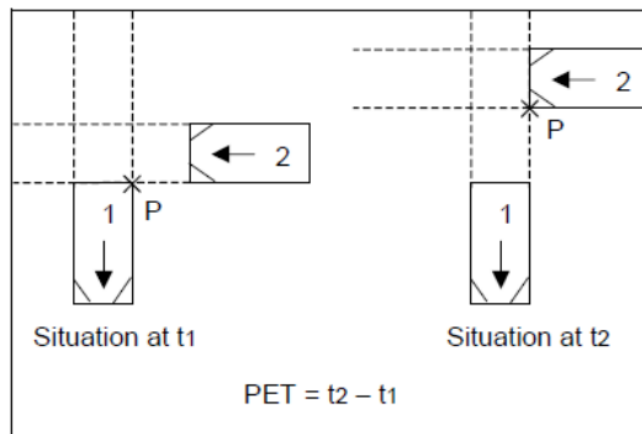 2
2
P
1
P
1
Situation at t1
Situation at t2
PET = t2 – t1